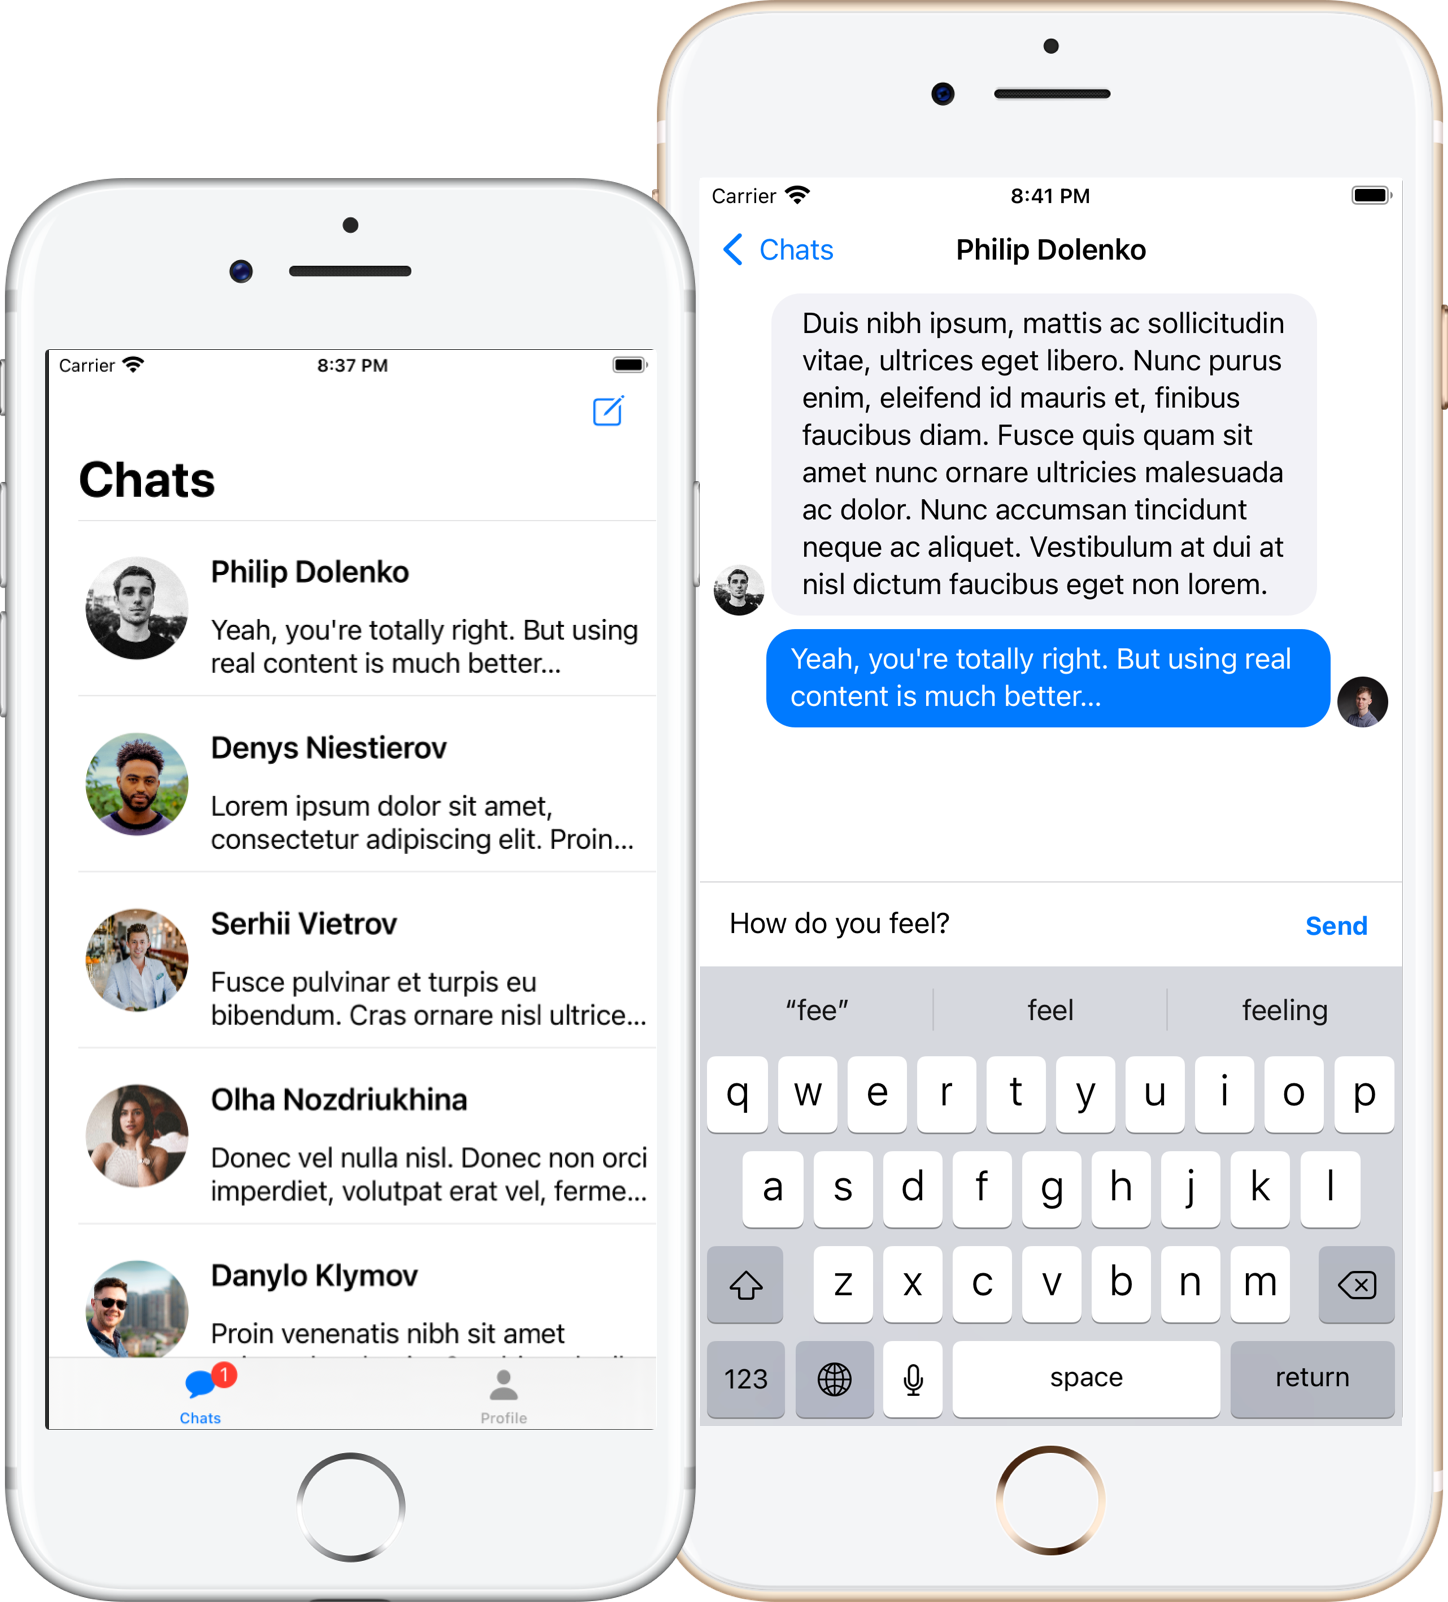 Carrier
8:37 PM
Chats
Philip Dolenko
Yeah, you're totally right. But using
real content is much better...
Denys Niestierov
Lorem ipsum dolor sit amet,
consectetur adipiscing elit. Proin...
Serhii Vietrov
Fusce pulvinar et turpis eu
bibendum. Cras ornare nisl ultrice...
Olha Nozdriukhina
Donec vel nulla nisl. Donec non orci
imperdiet, volutpat erat vel, ferme...
Danylo Klymov
Proin venenatis nibh sit amet
1
Chats
Profile
Carrier
8:41 PM
Chats
Philip Dolenko
Duis nibh ipsum, mattis ac sollicitudin
vitae, ultrices eget libero. Nunc purus
enim, eleifend id mauris et, finibus
faucibus diam. Fusce quis quam sit
amet nunc ornare ultricies malesuada
ac dolor. Nunc accumsan tincidunt
neque ac aliquet. Vestibulum at dui at
nisl dictum faucibus eget non lorem.
Yeah, you're totally right. But using real
content is much better...
How do you feel?
Send
“fee” feel feeling
q w e r t y u i o p
a s d f g h j k l
z x c v b n m
123 space return